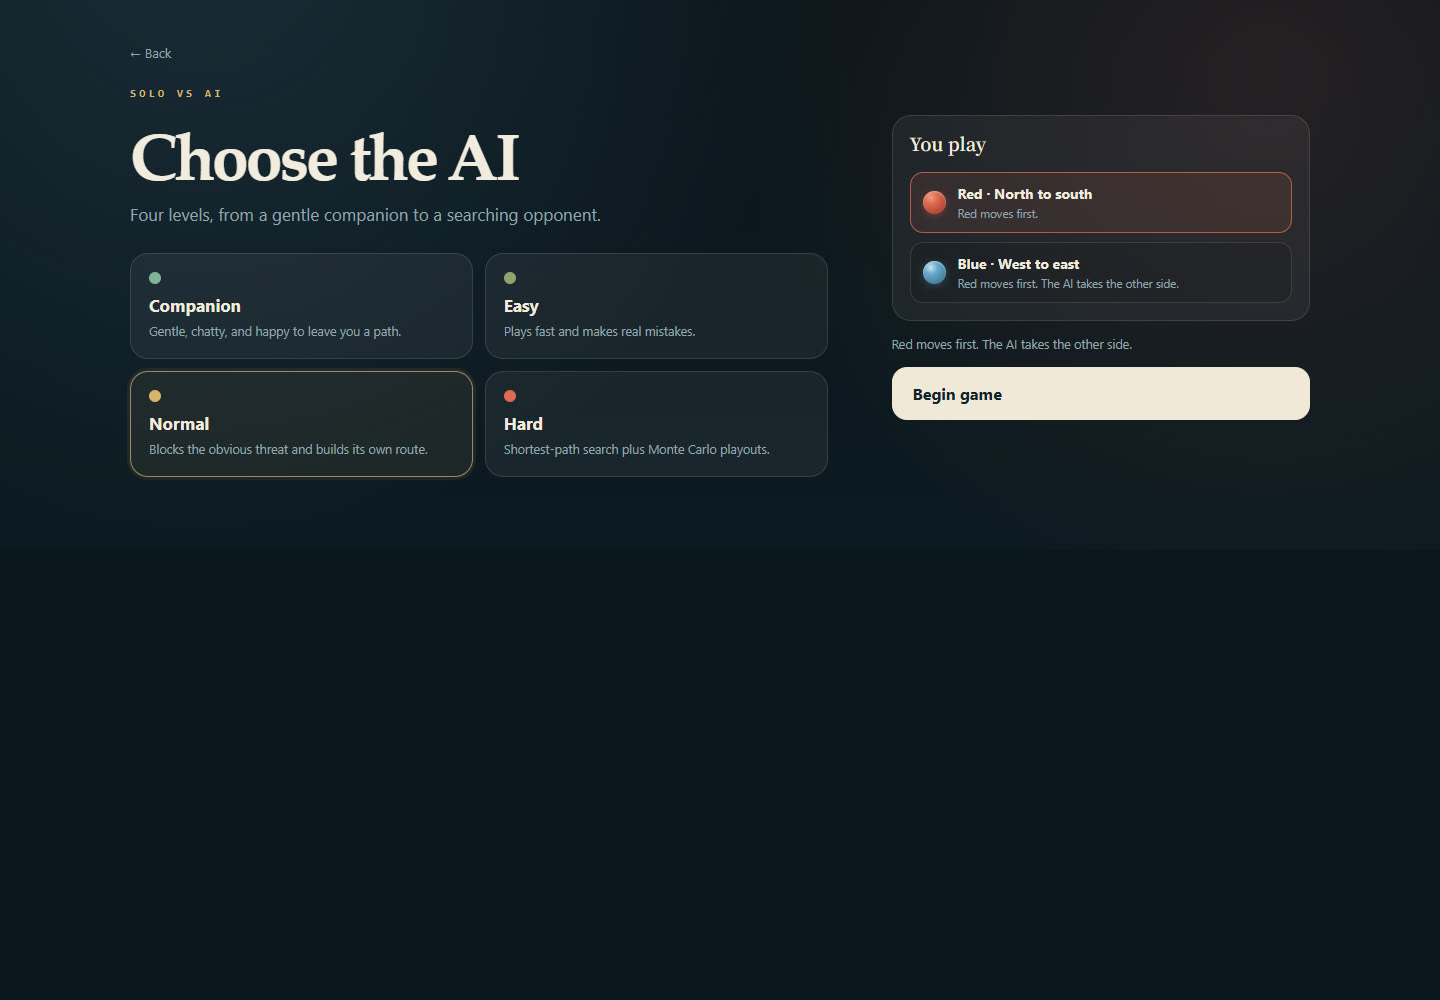 ← Back
SOLO VS AI
Choose the AI
Four levels, from a gentle companion to a searching opponent.
Companion
Gentle, chatty, and happy to leave you a path.
Easy
Plays fast and makes real mistakes.
Normal
Blocks the obvious threat and builds its own route.
Hard
Shortest-path search plus Monte Carlo playouts.
You play
Red · North to south
Red moves first.
Blue · West to east
Red moves first. The AI takes the other side.
Red moves first. The AI takes the other side.
Begin game